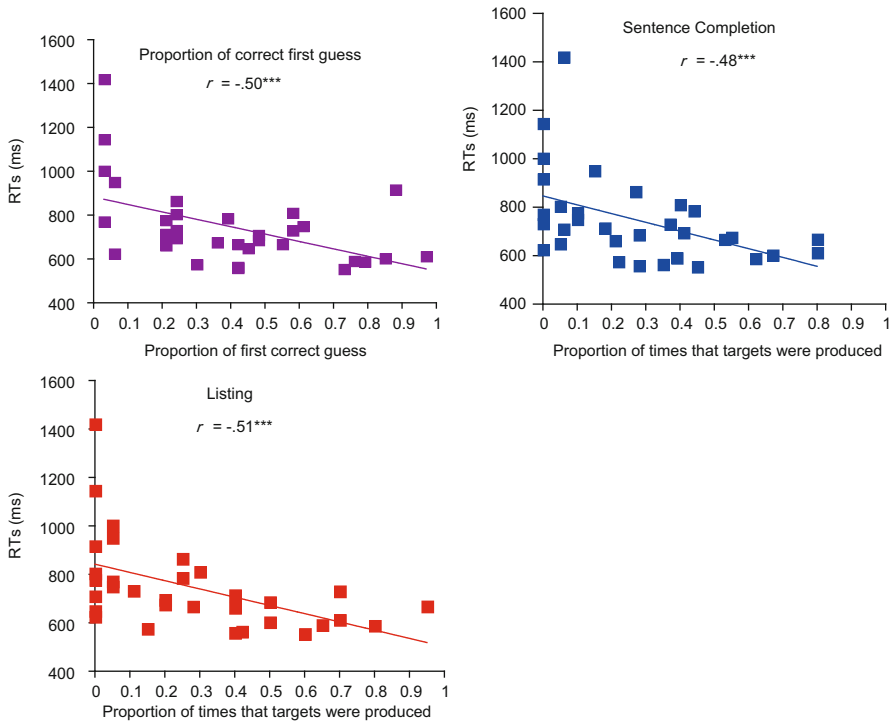 Proportion of correct first guess
r = -.50***
RTs (ms)
1600
1400
1200
1000
800
600
400
0 0.1 0.2 0.3 0.4 0.5 0.6 0.7 0.8 0.9 1
Proportion of first correct guess
Sentence Completion
r = -.48***
RTs (ms)
1600
1400
1200
1000
800
600
400
0 0.1 0.2 0.3 0.4 0.5 0.6 0.7 0.8 0.9 1
Proportion of times that targets were produced
Listing
r = -.51***
RTs (ms)
1600
1400
1200
1000
800
600
400
0 0.1 0.2 0.3 0.4 0.5 0.6 0.7 0.8 0.9 1
Proportion of times that targets were produced